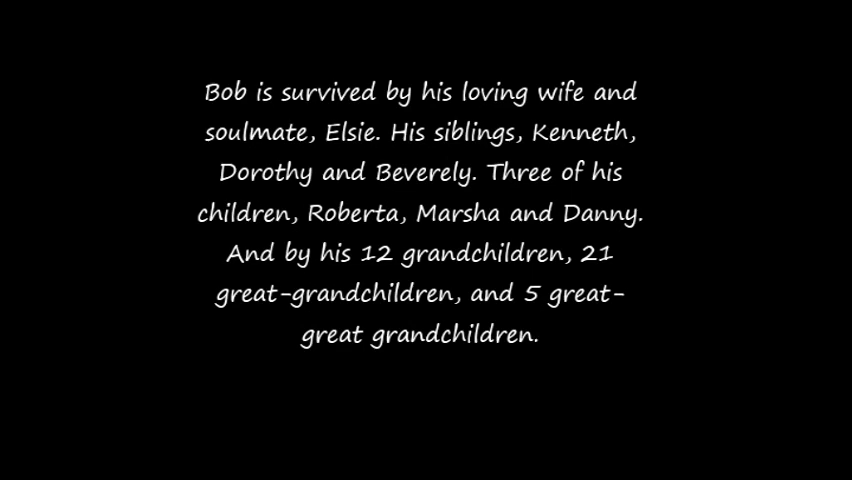 Bob is survived by his loving wife and
soulmate, Elsie. His siblings, Kenneth,
Dorothy and Beverely. Three of his
children, Roberta, Marsha and Danny.
And by his 12 grandchildren, 21
great-grandchildren, and 5 great-
great grandchildren.